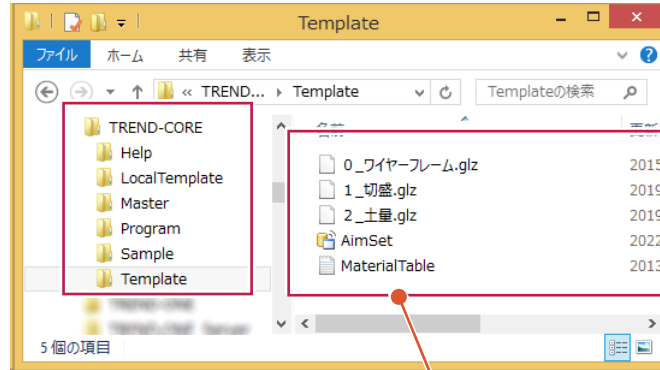 Template
ファイル ホーム 共有 表示
« TREND... Template Templateの検索
TREND-CORE
Help
LocalTemplate
Master
Program
Sample
Template
0_ワイヤーフレーム.glz 2015
1_切盛.glz 2019
2_土量.glz 2019
AimSet 2022
MaterialTable 2013
5 個の項目